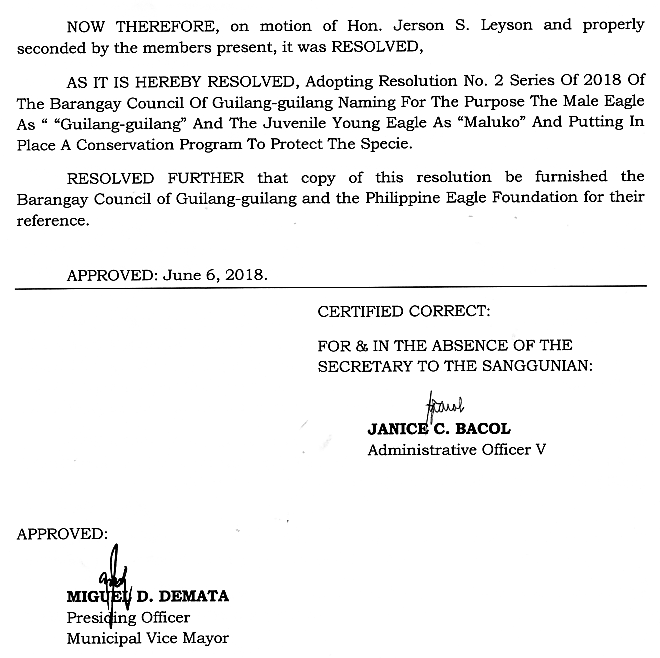 NOW THEREFORE, on motion of Hon. Jerson S. Leyson and properly
seconded by the members present, it was RESOLVED,
AS IT IS HEREBY RESOLVED, Adopting Resolution No. 2 Series Of 2018 Of
The Barangay Council Of Guilang-guilang Naming For The Purpose The Male Eagle
As “ “Guilang-guilang” And The Juvenile Young Eagle As “Maluko” And Putting In
Place A Conservation Program To Protect The Specie.
RESOLVED FURTHER that copy of this resolution be furnished the
Barangay Council of Guilang-guilang and the Philippine Eagle Foundation for their
reference.
APPROVED: June 6, 2018.
CERTIFIED CORRECT:
FOR & IN THE ABSENCE OF THE
SECRETARY TO THE SANGGUNIAN:
JANICE C. BACOL
Administrative Officer V
APPROVED:
MIGUEL D. DEMATA
Presiding Officer
Municipal Vice Mayor